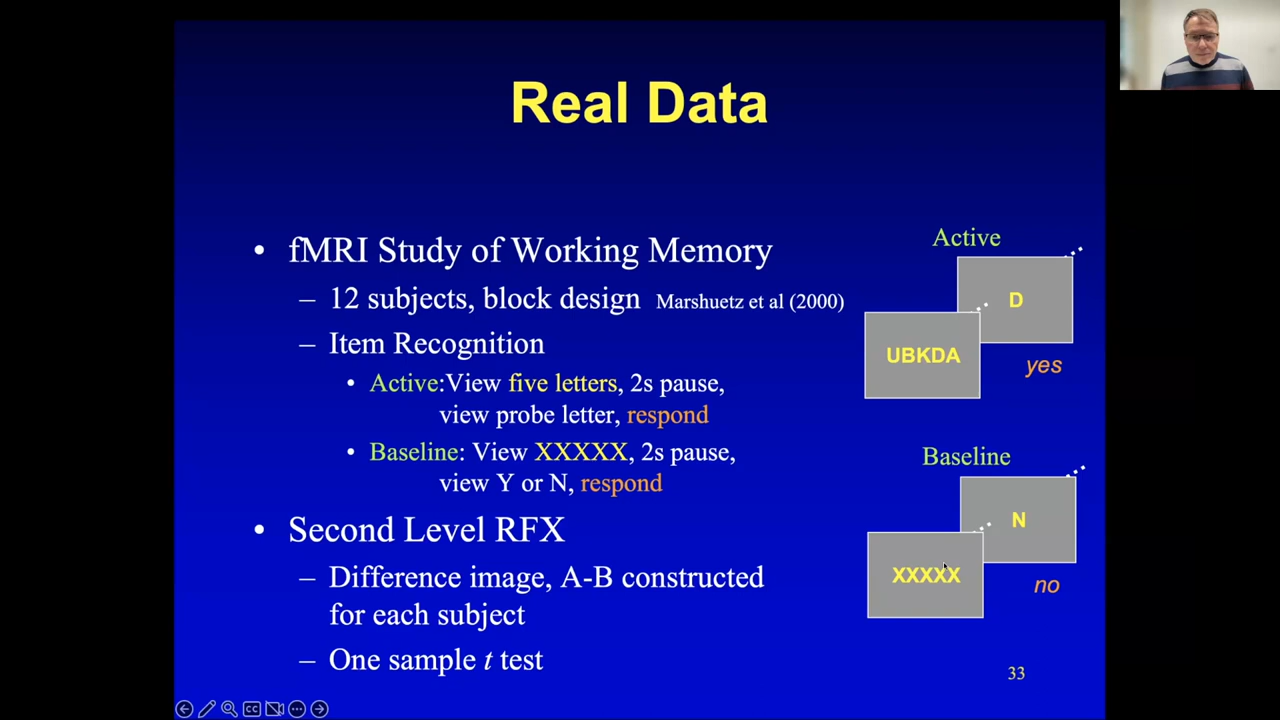 Real Data
• fMRI Study of Working Memory
– 12 subjects, block design Marshuetz et al (2000)
– Item Recognition
• Active:View five letters, 2s pause,
view probe letter, respond
• Baseline: View XXXXX, 2s pause,
view Y or N, respond
• Second Level RFX
– Difference image, A-B constructed
for each subject
– One sample t test
Active
D
UBKDA
yes
Baseline
N
XXXXX
no
33
CC